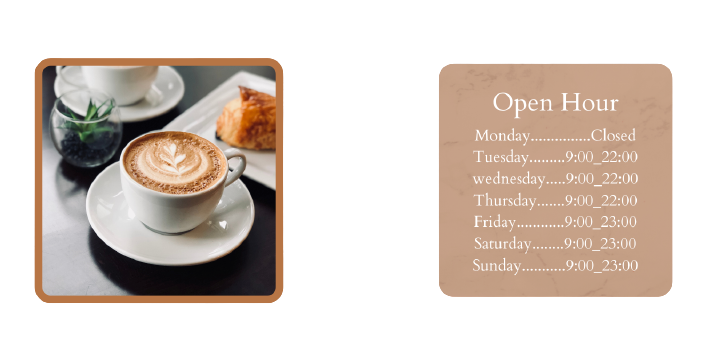 Open Hour
Monday...............Closed
Tuesday.........9:00_22:00
wednesday.....9:00_22:00
Thursday.......9:00_22:00
Friday............9:00_23:00
Saturday........9:00_23:00
Sunday...........9:00_23:00